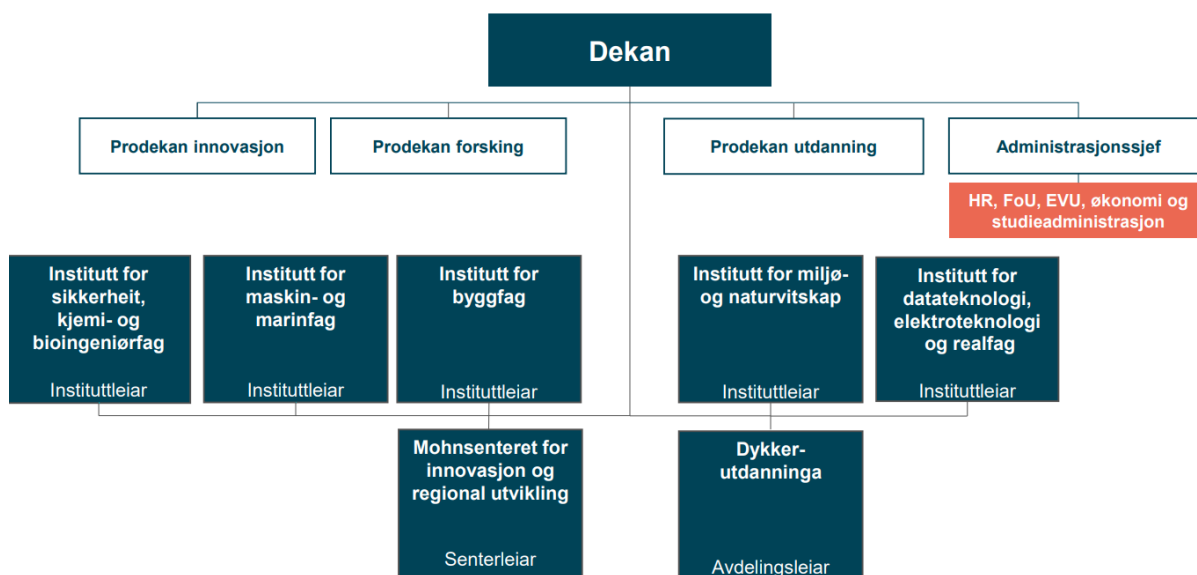 Dekan
Prodekan innovasjon
Prodekan forsking
Prodekan utdanning
Administrasjonssjef
HR, FoU, EVU, økonomi og
studieadministrasjon
Institutt for
sikkerheit,
kjemi- og
bioingeniørfag
Instituttleiar
Institutt for
maskin- og
marinfag
Instituttleiar
Institutt for
byggfag
Instituttleiar
Institutt for miljø-
og naturvitskap
Instituttleiar
Institutt for
datateknologi,
elektroteknologi
og realfag
Instituttleiar
Mohnsenteret for
innovasjon og
regional utvikling
Senterleiar
Dykker-
utdanninga
Avdelingsleiar